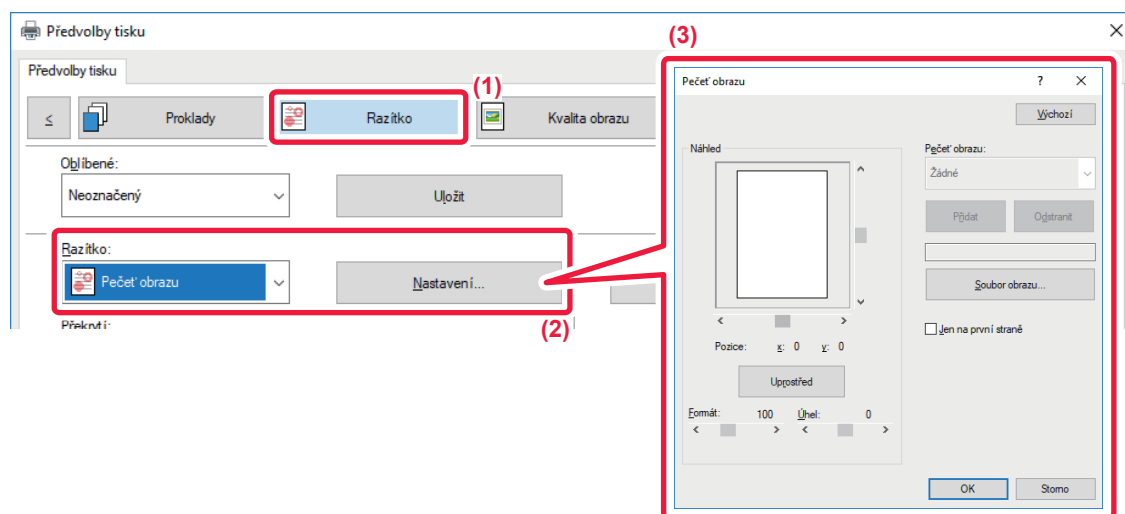 Předvolby tisku
Předvolby tisku
(1)
< Proklady Razítko Kvalita obrazu
Oblíbené:
Neoznačený Uložit
Razítko:
Pečeť obrazu Nastavení...
(2)
Překrytí:
(3)
Pečeť obrazu ?
Výchozí
Náhled
Pečeť obrazu:
Žádné
Přidat Odstranit
Soubor obrazu...
Jen na první straně
Pozice: x: 0 y: 0
Uprostřed
Formát: 100 Úhel: 0
OK Storno